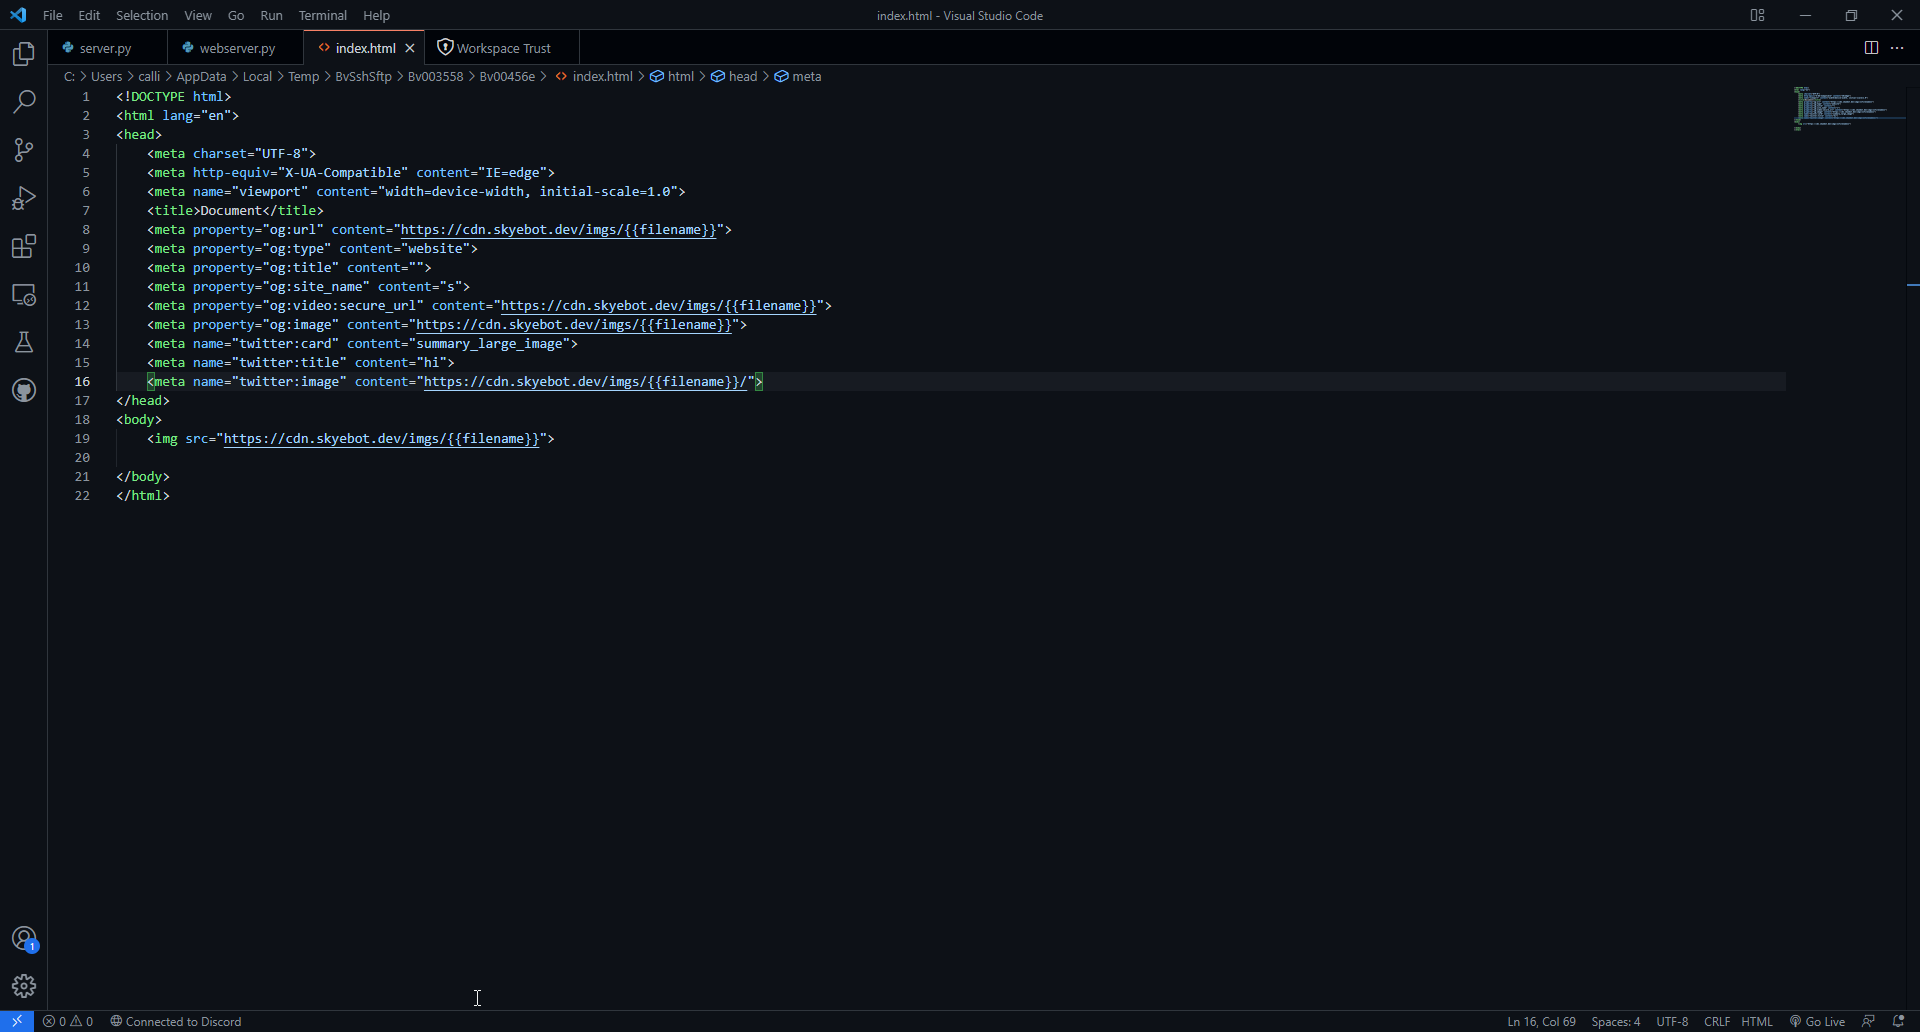 File Edit Selection View Go Run Terminal Help index.html - Visual Studio Code
server.py webserver.py <> index.html Workspace Trust
C: > Users > calli > AppData > Local > Temp > BvSshSftp > Bv003558 > Bv00456e > <> index.html > html > head > meta
1 <!DOCTYPE html>
2 <html lang="en">
3 <head>
4 <meta charset="UTF-8">
5 <meta http-equiv="X-UA-Compatible" content="IE=edge">
6 <meta name="viewport" content="width=device-width, initial-scale=1.0">
7 <title>Document</title>
8 <meta property="og:url" content="https://cdn.skyebot.dev/imgs/{{filename}}">
9 <meta property="og:type" content="website">
10 <meta property="og:title" content="">
11 <meta property="og:site_name" content="s">
12 <meta property="og:video:secure_url" content="https://cdn.skyebot.dev/imgs/{{filename}}">
13 <meta property="og:image" content="https://cdn.skyebot.dev/imgs/{{filename}}">
14 <meta name="twitter:card" content="summary_large_image">
15 <meta name="twitter:title" content="hi">
16 <meta name="twitter:image" content="https://cdn.skyebot.dev/imgs/{{filename}}/">
17 </head>
18 <body>
19 <img src="https://cdn.skyebot.dev/imgs/{{filename}}">
20
21 </body>
22 </html>
1
0 0 Connected to Discord Ln 16, Col 69 Spaces: 4 UTF-8 CRLF HTML Go Live